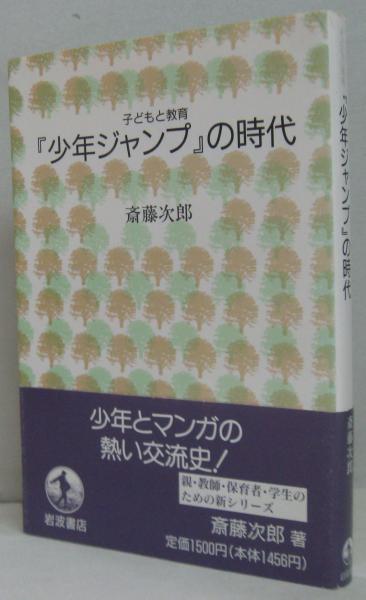 子どもと教育
『少年ジャンプ』の時代
斎藤次郎
少年とマンガの
熱い交流史!
親・教師・保育者・学生の
ための新シリーズ
岩波書店
斎藤次郎 著
定価1500円(本体1456円)
『少年ジャンプ』の時代
斎藤次郎